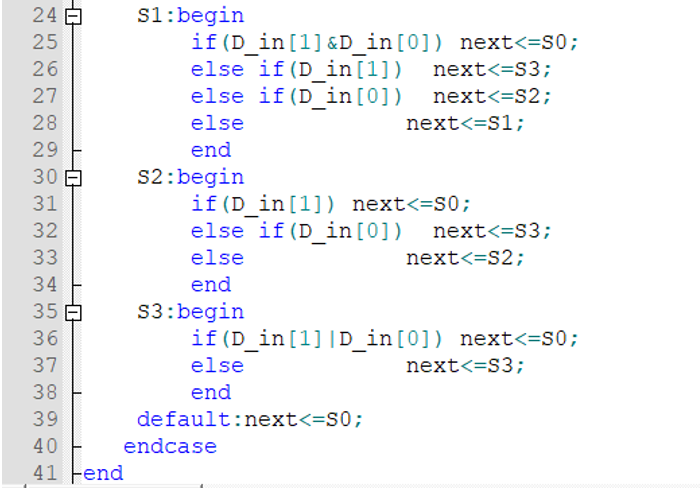 24 S1:begin
25 if(D_in[1]&D_in[0]) next<=S0;
26 else if(D_in[1]) next<=S3;
27 else if(D_in[0]) next<=S2;
28 else next<=S1;
29 end
30 S2:begin
31 if(D_in[1]) next<=S0;
32 else if(D_in[0]) next<=S3;
33 else next<=S2;
34 end
35 S3:begin
36 if(D_in[1]|D_in[0]) next<=S0;
37 else next<=S3;
38 end
39 default:next<=S0;
40 endcase
41 end